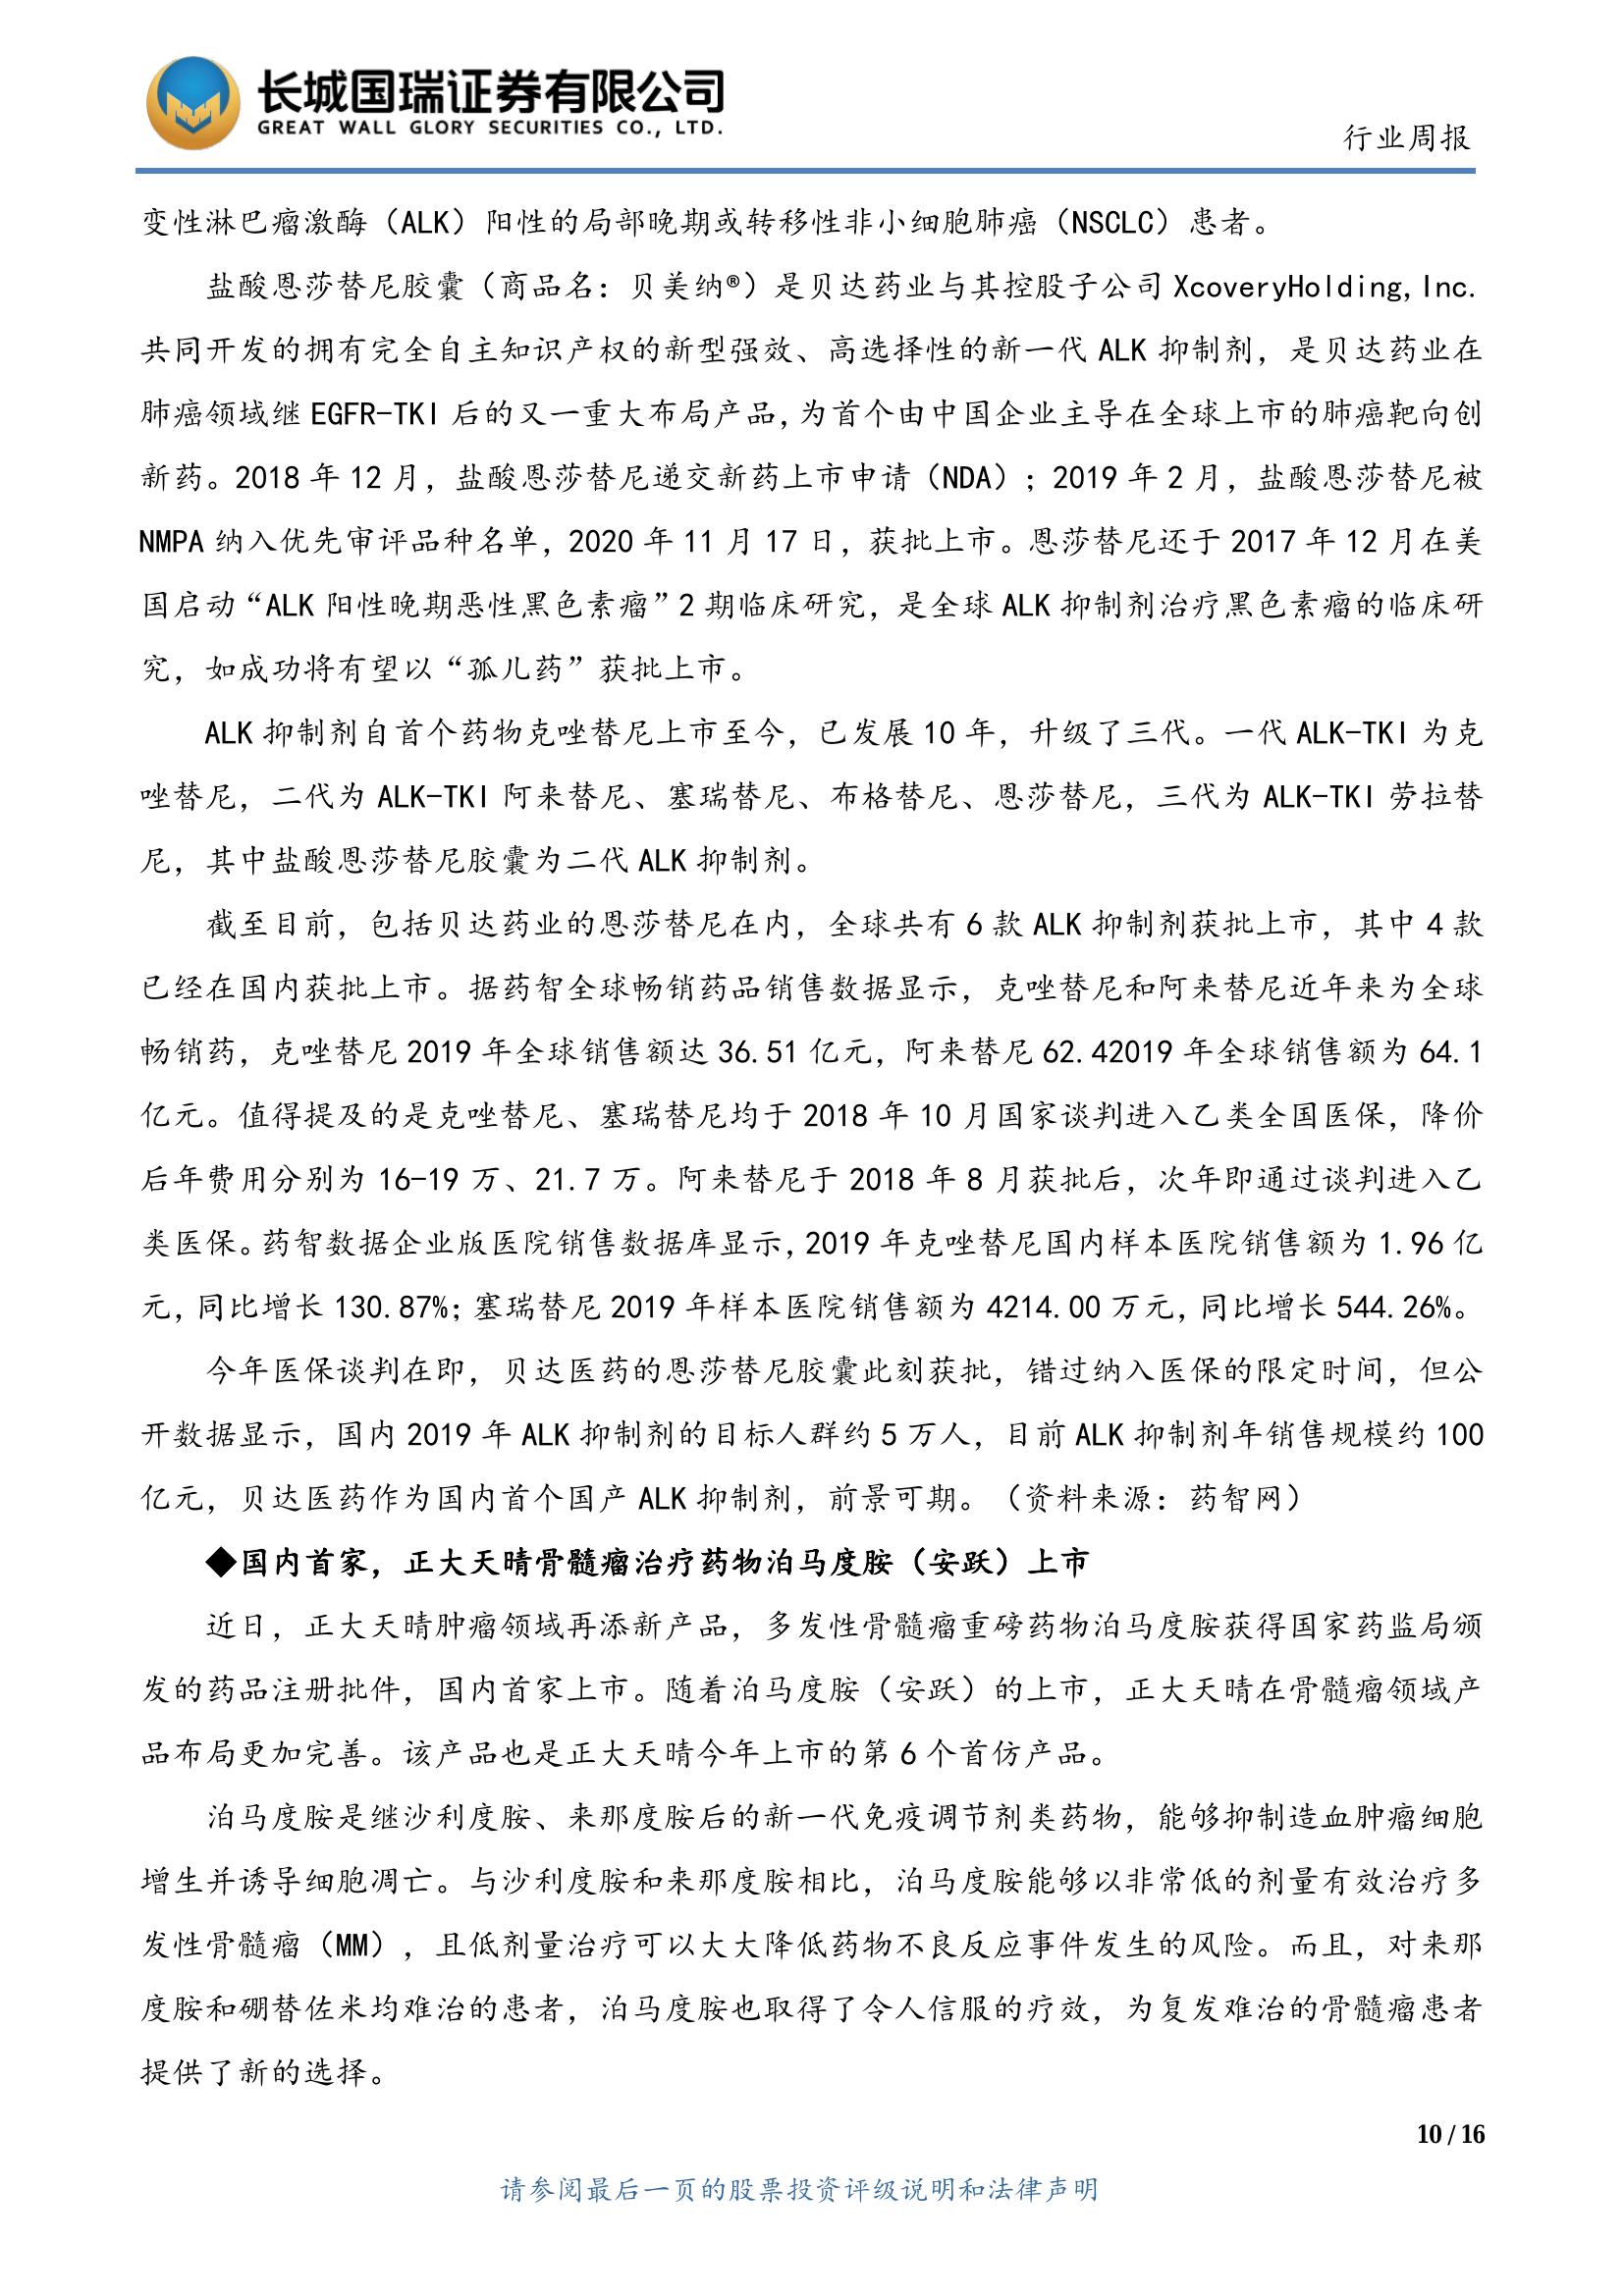 长城国瑞证券有限公司
GREAT WALL GLORY SECURITIES CO., LTD.
行业周报
变性淋巴瘤激酶（ALK）阳性的局部晚期或转移性非小细胞肺癌（NSCLC）患者。
盐酸恩莎替尼胶囊（商品名：贝美纳®）是贝达药业与其控股子公司 XcoveryHolding,Inc.
共同开发的拥有完全自主知识产权的新型强效、高选择性的新一代 ALK 抑制剂，是贝达药业在
肺癌领域继 EGFR-TKI 后的又一重大布局产品，为首个由中国企业主导在全球上市的肺癌靶向创
新药。2018 年 12 月，盐酸恩莎替尼递交新药上市申请（NDA）；2019 年 2 月，盐酸恩莎替尼被
NMPA 纳入优先审评品种名单，2020 年 11 月 17 日，获批上市。恩莎替尼还于 2017 年 12 月在美
国启动“ALK 阳性晚期恶性黑色素瘤”2 期临床研究，是全球 ALK 抑制剂治疗黑色素瘤的临床研
究，如成功将有望以“孤儿药”获批上市。
ALK 抑制剂自首个药物克唑替尼上市至今，已发展 10 年，升级了三代。一代 ALK-TKI 为克
唑替尼，二代为 ALK-TKI 阿来替尼、塞瑞替尼、布格替尼、恩莎替尼，三代为 ALK-TKI 劳拉替
尼，其中盐酸恩莎替尼胶囊为二代 ALK 抑制剂。
截至目前，包括贝达药业的恩莎替尼在内，全球共有 6 款 ALK 抑制剂获批上市，其中 4 款
已经在国内获批上市。据药智全球畅销药品销售数据显示，克唑替尼和阿来替尼近年来为全球
畅销药，克唑替尼 2019 年全球销售额达 36.51 亿元，阿来替尼 62.42019 年全球销售额为 64.1
亿元。值得提及的是克唑替尼、塞瑞替尼均于 2018 年 10 月国家谈判进入乙类全国医保，降价
后年费用分别为 16-19 万、21.7 万。阿来替尼于 2018 年 8 月获批后，次年即通过谈判进入乙
类医保。药智数据企业版医院销售数据库显示，2019 年克唑替尼国内样本医院销售额为 1.96 亿
元，同比增长 130.87%；塞瑞替尼 2019 年样本医院销售额为 4214.00 万元，同比增长 544.26%。
今年医保谈判在即，贝达医药的恩莎替尼胶囊此刻获批，错过纳入医保的限定时间，但公
开数据显示，国内 2019 年 ALK 抑制剂的目标人群约 5 万人，目前 ALK 抑制剂年销售规模约 100
亿元，贝达医药作为国内首个国产 ALK 抑制剂，前景可期。（资料来源：药智网）
◆国内首家，正大天晴骨髓瘤治疗药物泊马度胺（安跃）上市
近日，正大天晴肿瘤领域再添新产品，多发性骨髓瘤重磅药物泊马度胺获得国家药监局颁
发的药品注册批件，国内首家上市。随着泊马度胺（安跃）的上市，正大天晴在骨髓瘤领域产
品布局更加完善。该产品也是正大天晴今年上市的第 6 个首仿产品。
泊马度胺是继沙利度胺、来那度胺后的新一代免疫调节剂类药物，能够抑制造血肿瘤细胞
增生并诱导细胞凋亡。与沙利度胺和来那度胺相比，泊马度胺能够以非常低的剂量有效治疗多
发性骨髓瘤（MM），且低剂量治疗可以大大降低药物不良反应事件发生的风险。而且，对来那
度胺和硼替佐米均难治的患者，泊马度胺也取得了令人信服的疗效，为复发难治的骨髓瘤患者
提供了新的选择。
10 / 16
请参阅最后一页的股票投资评级说明和法律声明